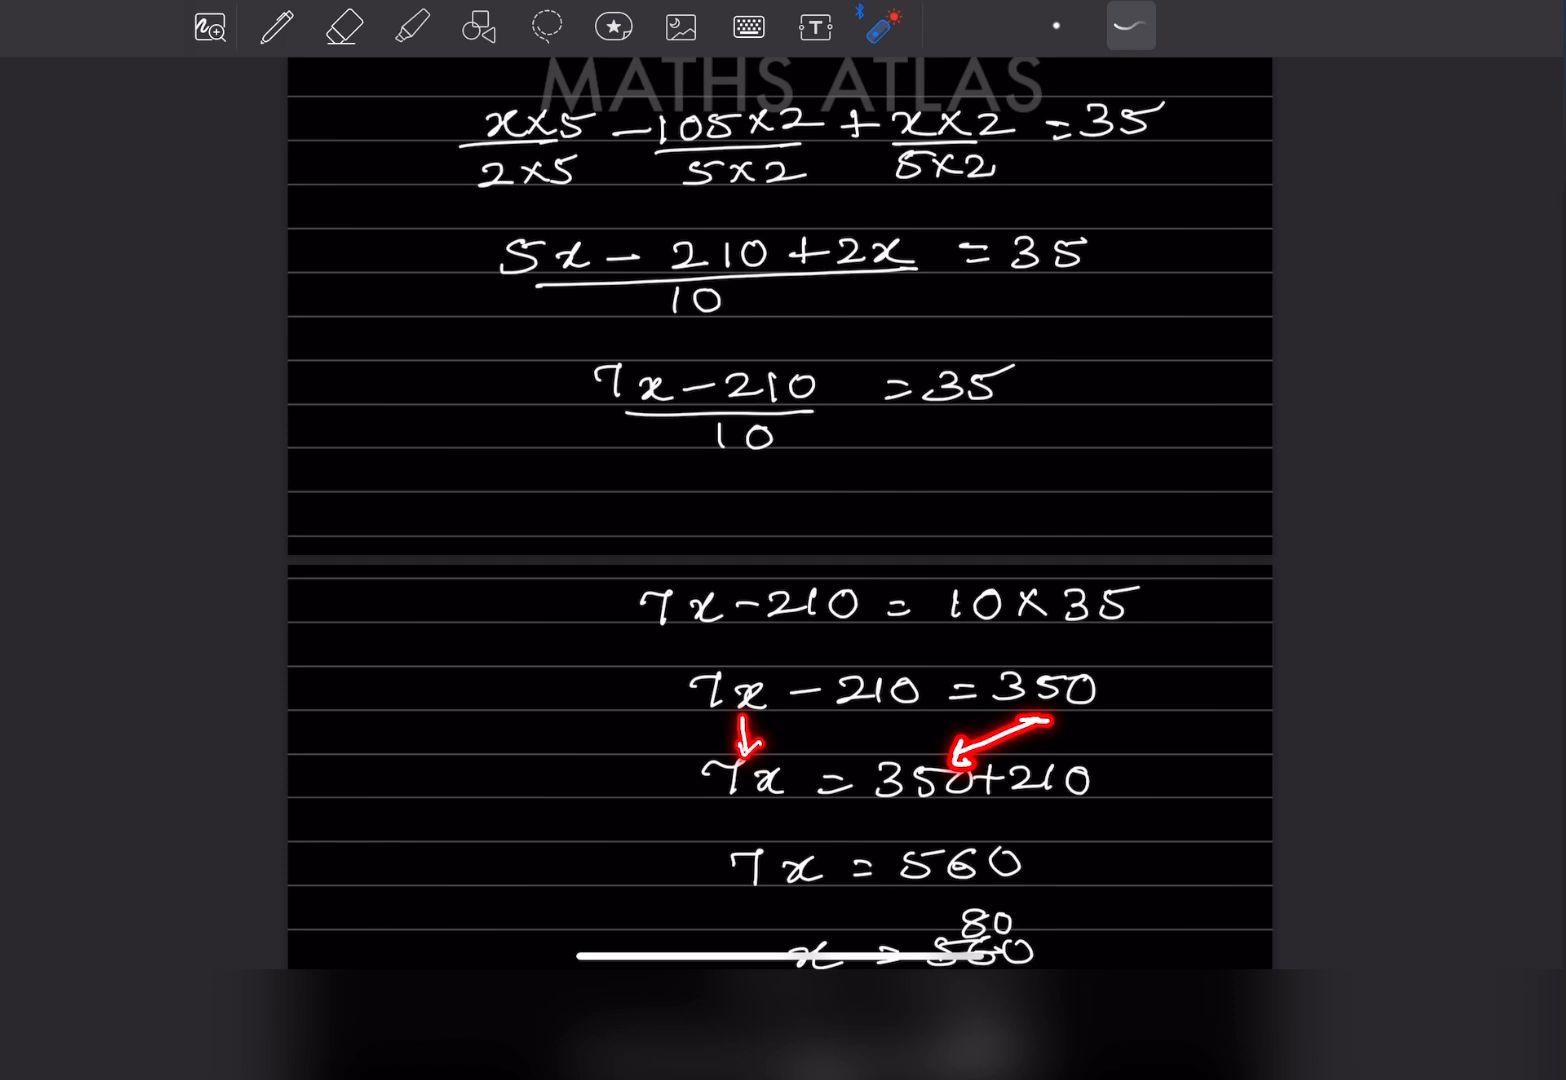 MATHS ATLAS
x×5/2×5 - 105×2/5×2 + x×2/5×2 = 35
5x - 210 + 2x/10 = 35
7x - 210/10 = 35
7x - 210 = 10 × 35
7x - 210 = 350
7x = 350 + 210
7x = 560
80
x = 560